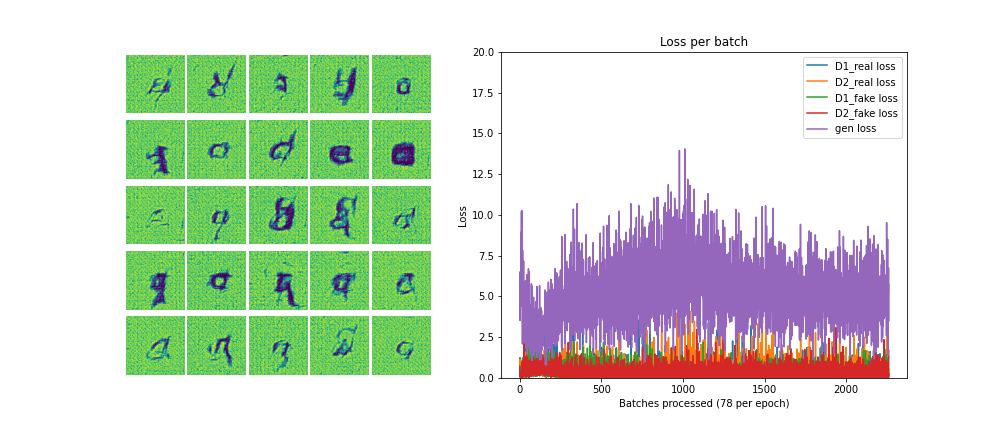 Loss per batch
20.0
17.5
15.0
12.5
10.0
7.5
5.0
2.5
0.0
Loss
D1_real loss
D2_real loss
D1_fake loss
D2_fake loss
gen loss
0 500 1000 1500 2000
Batches processed (78 per epoch)